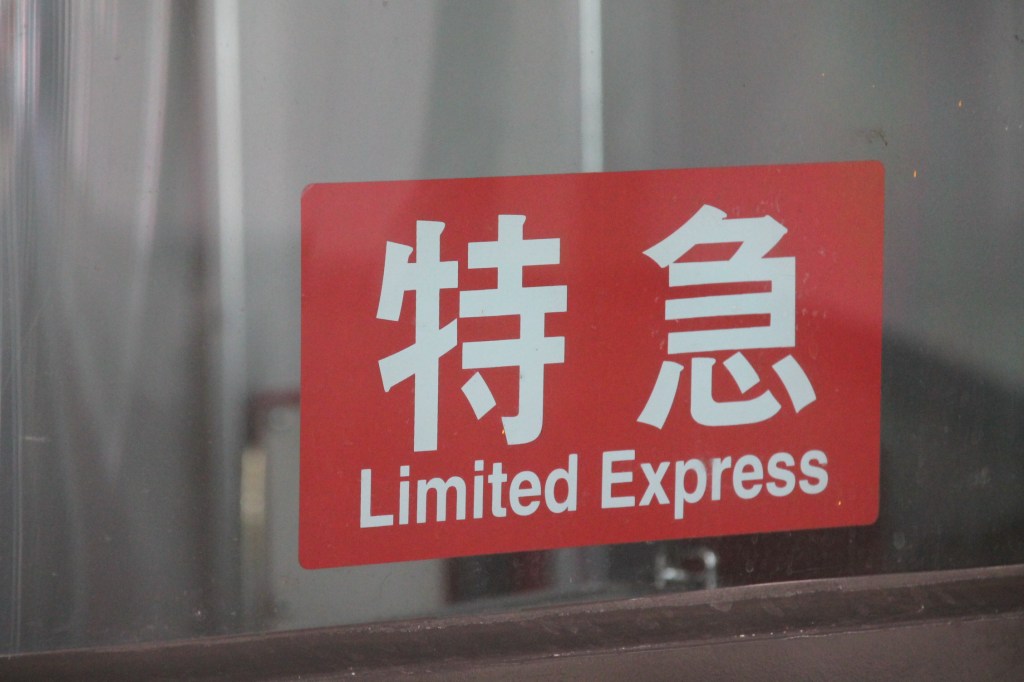 特急
Limited Express